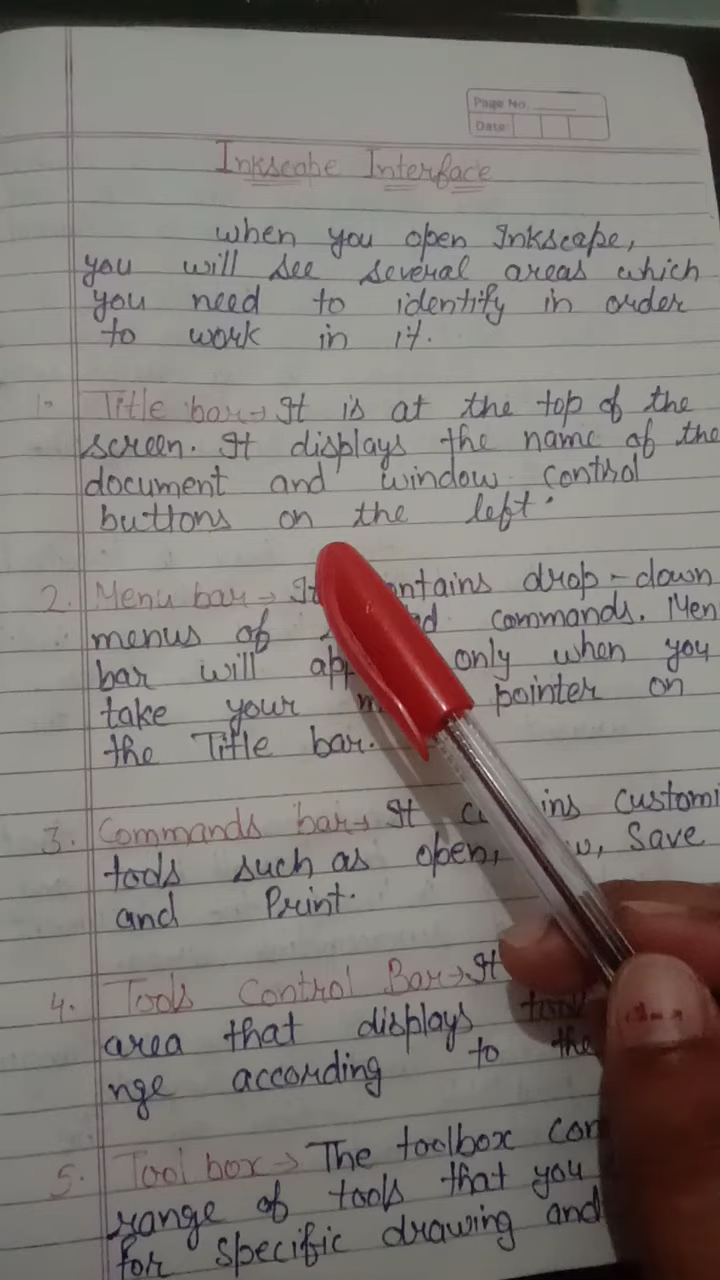 Page No.
Date
Inkscape Interface
when you open Inkscape,
you will see several areas which
you need to identify in order
to work in it.
1. Title bar→ It is at the top of the
screen. It displays the name of the
document and window control
buttons on the left.
2. Menu bar→ drop-down
menus of commands.
bar will only when you
take your pointer on
the Title bar.
3. Commands bar→ It
tools such as open, Save
and Print.
4. Tools Control Bar→ It
area that displays
nge according to the
5. Tool box→ The toolbox
range of tools that you
for specific drawing and